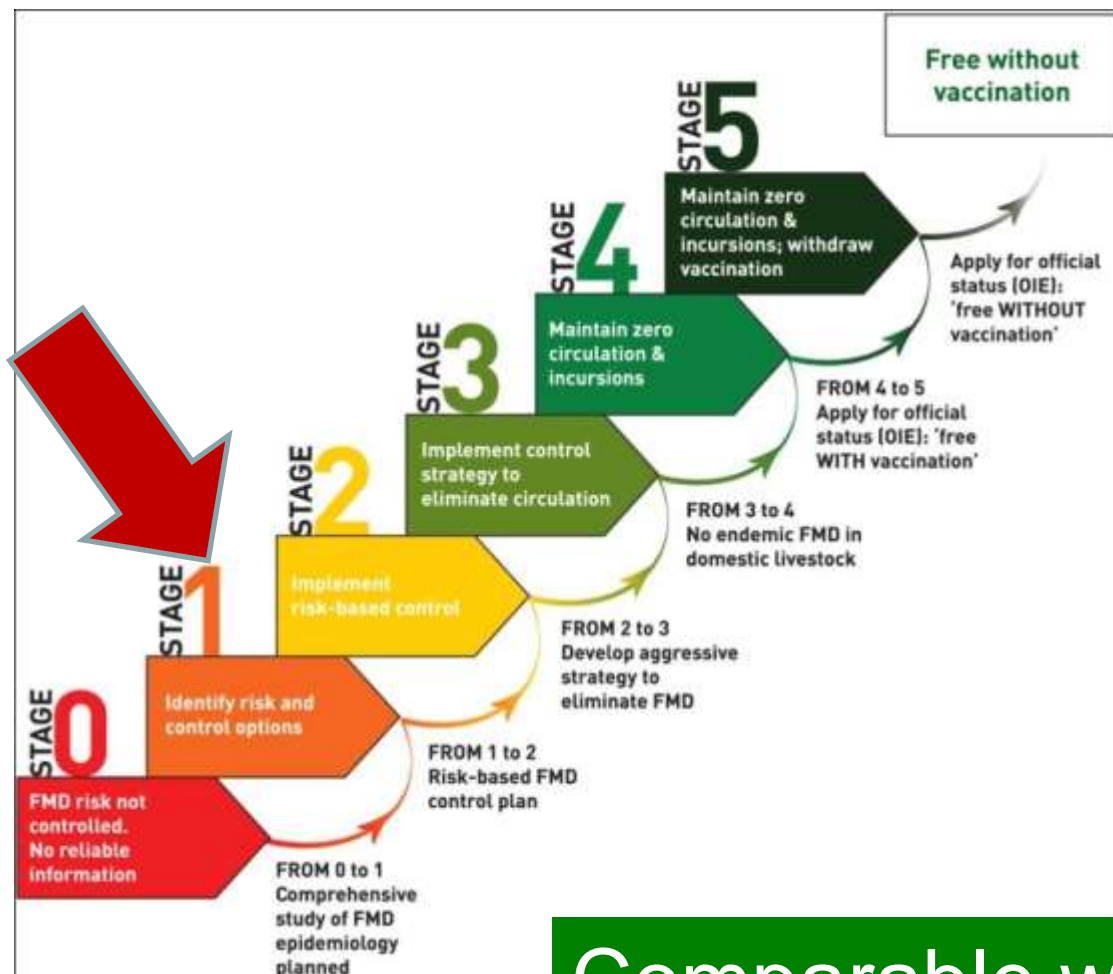 Free without
vaccination
STAGE 5
Maintain zero
circulation &
incursions; withdraw
vaccination
Apply for official
status (OIE):
'free WITHOUT
vaccination'
STAGE 4
Maintain zero
circulation &
incursions
FROM 4 to 5
Apply for official
status (OIE): 'free
WITH vaccination'
STAGE 3
Implement control
strategy to
eliminate circulation
FROM 3 to 4
No endemic FMD in
domestic livestock
STAGE 2
Implement
risk-based control
FROM 2 to 3
Develop aggressive
strategy to
eliminate FMD
STAGE 1
Identify risk and
control options
FROM 1 to 2
Risk-based FMD
control plan
STAGE 0
FMD risk not
controlled.
No reliable
information
FROM 0 to 1
Comprehensive
study of FMD
epidemiology
planned
Comparable